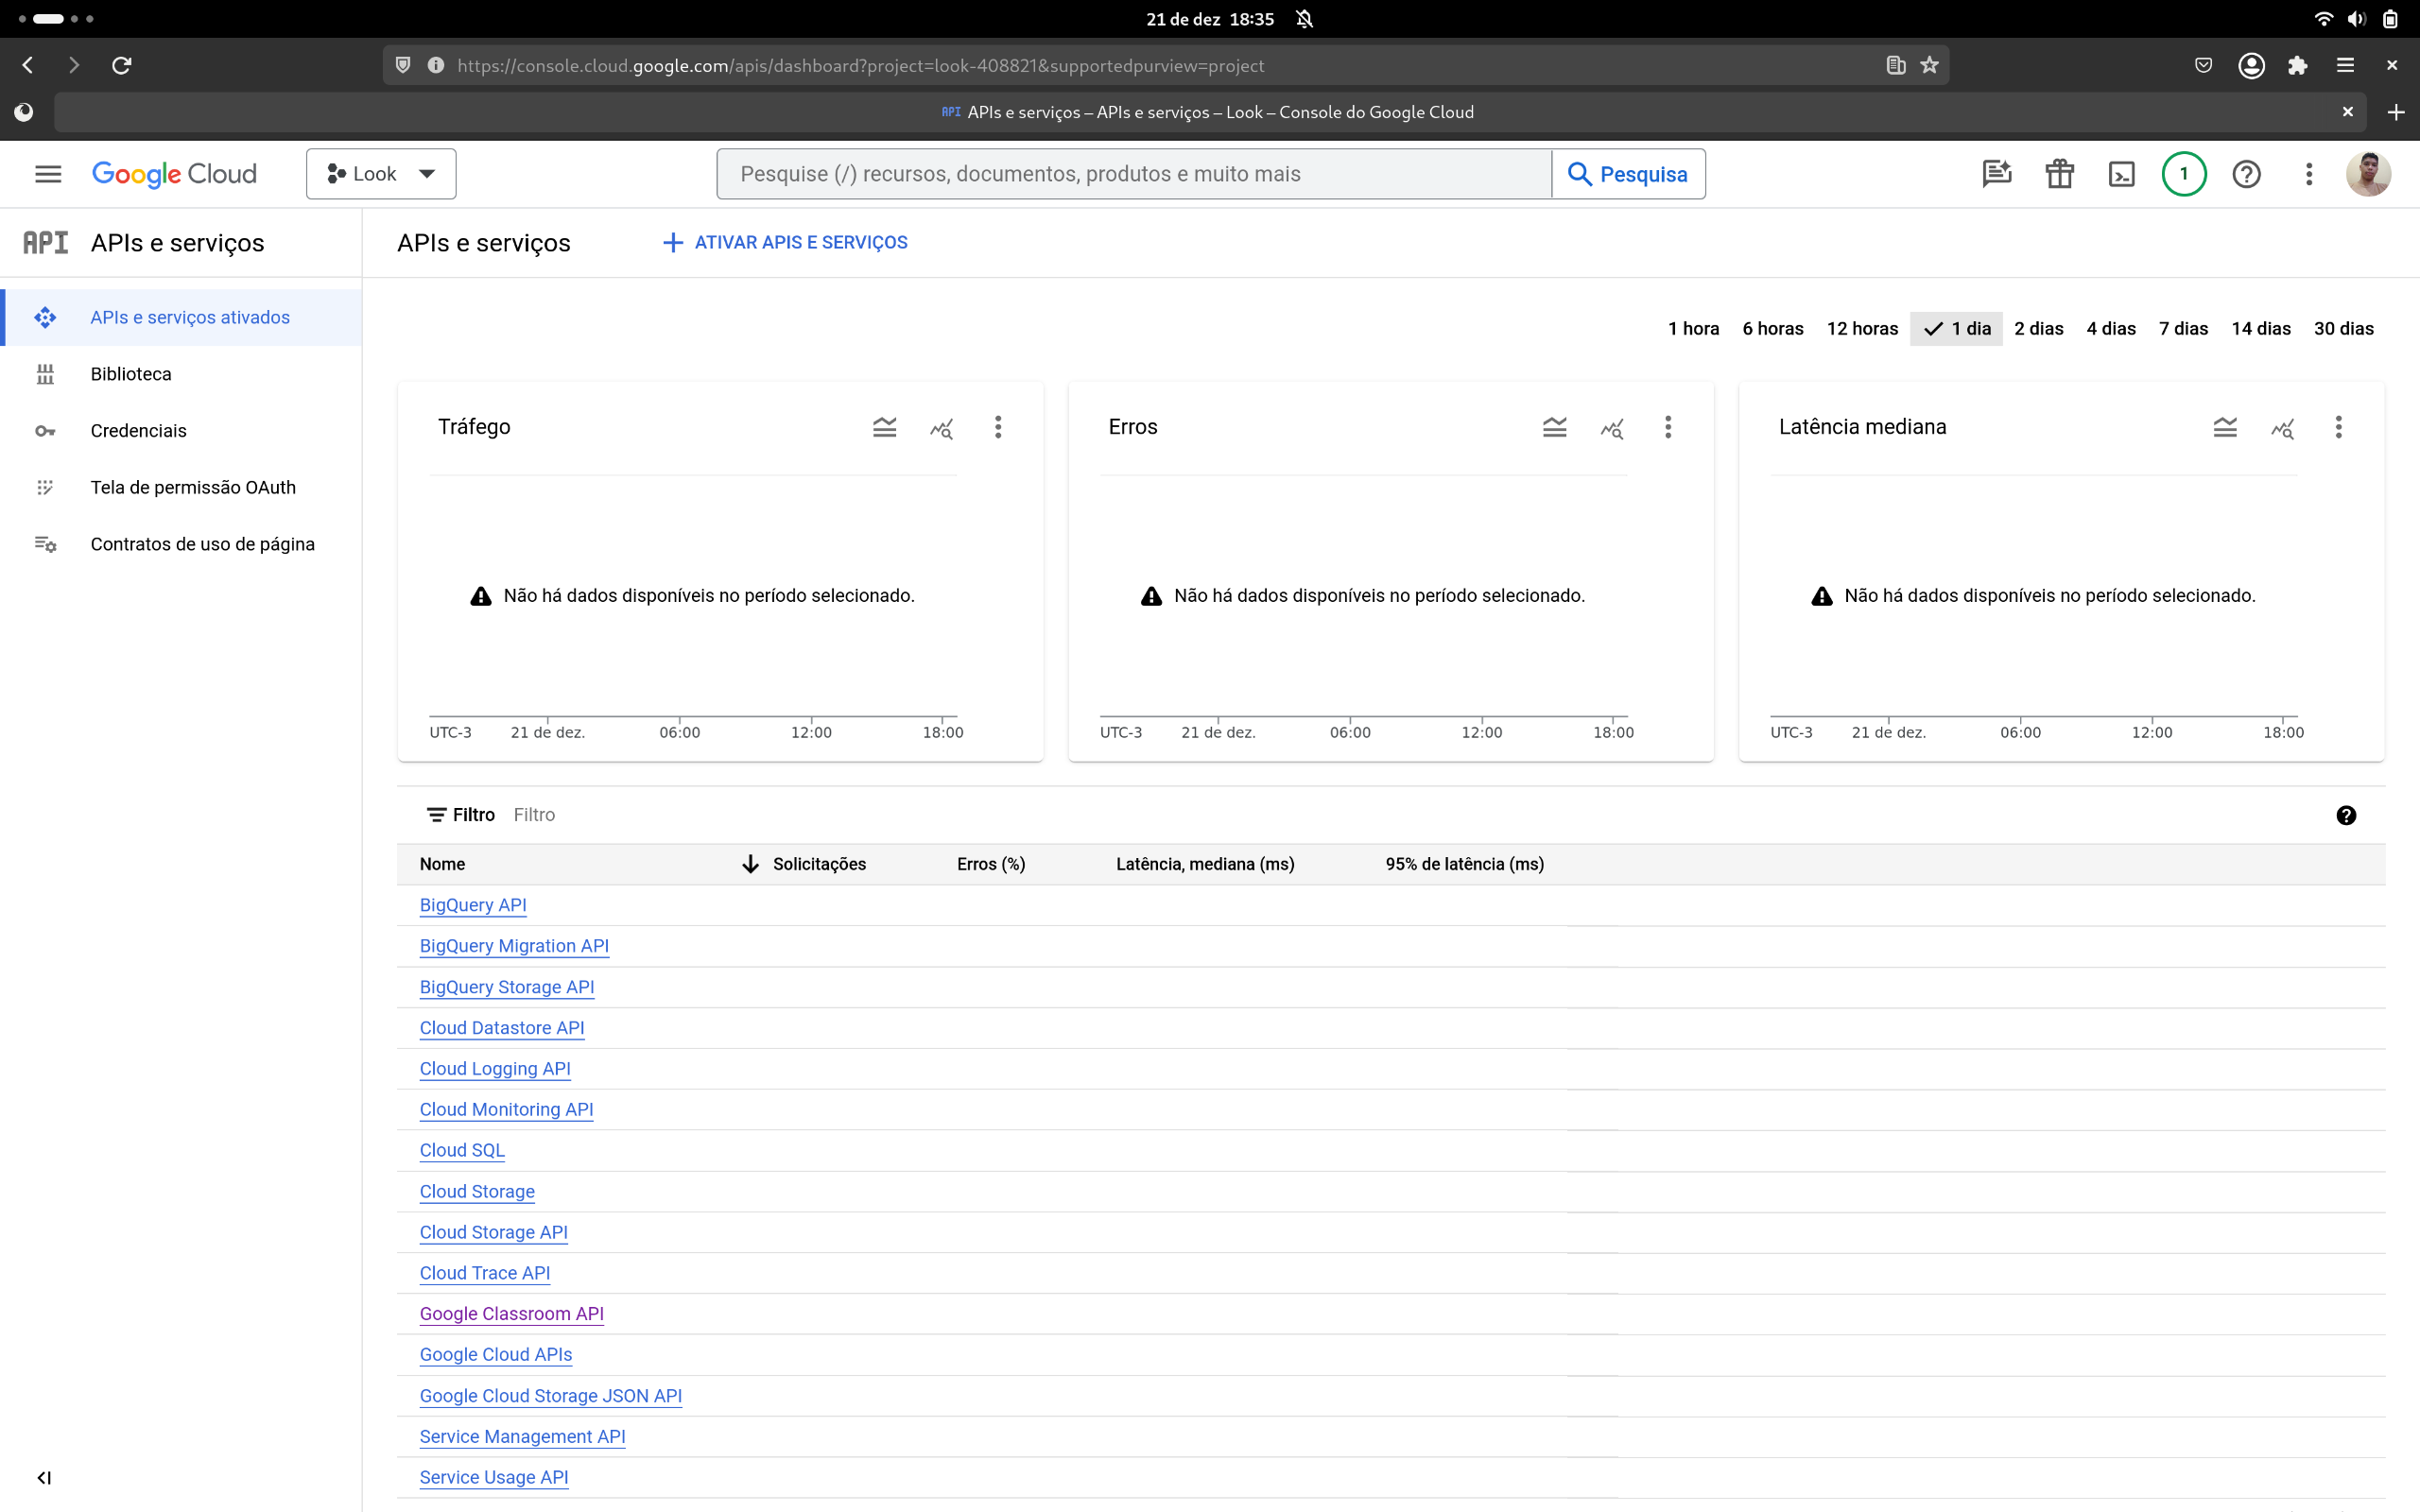 21 de dez 18:35
https://console.cloud.google.com/apis/dashboard?project=look-408821&supportedpurview=project
API APIs e serviços – APIs e serviços – Look – Console do Google Cloud
Google Cloud
Look
Pesquise (/) recursos, documentos, produtos e muito mais
Pesquisa
1
API APIs e serviços
APIs e serviços ativados
Biblioteca
Credenciais
Tela de permissão OAuth
Contratos de uso de página
APIs e serviços
ATIVAR APIS E SERVIÇOS
1 hora 6 horas 12 horas 1 dia 2 dias 4 dias 7 dias 14 dias 30 dias
Tráfego
Não há dados disponíveis no período selecionado.
UTC-3 21 de dez. 06:00 12:00 18:00
Erros
Não há dados disponíveis no período selecionado.
UTC-3 21 de dez. 06:00 12:00 18:00
Latência mediana
Não há dados disponíveis no período selecionado.
UTC-3 21 de dez. 06:00 12:00 18:00
Filtro Filtro
Nome Solicitações Erros (%) Latência, mediana (ms) 95% de latência (ms)
BigQuery API
BigQuery Migration API
BigQuery Storage API
Cloud Datastore API
Cloud Logging API
Cloud Monitoring API
Cloud SQL
Cloud Storage
Cloud Storage API
Cloud Trace API
Google Classroom API
Google Cloud APIs
Google Cloud Storage JSON API
Service Management API
Service Usage API